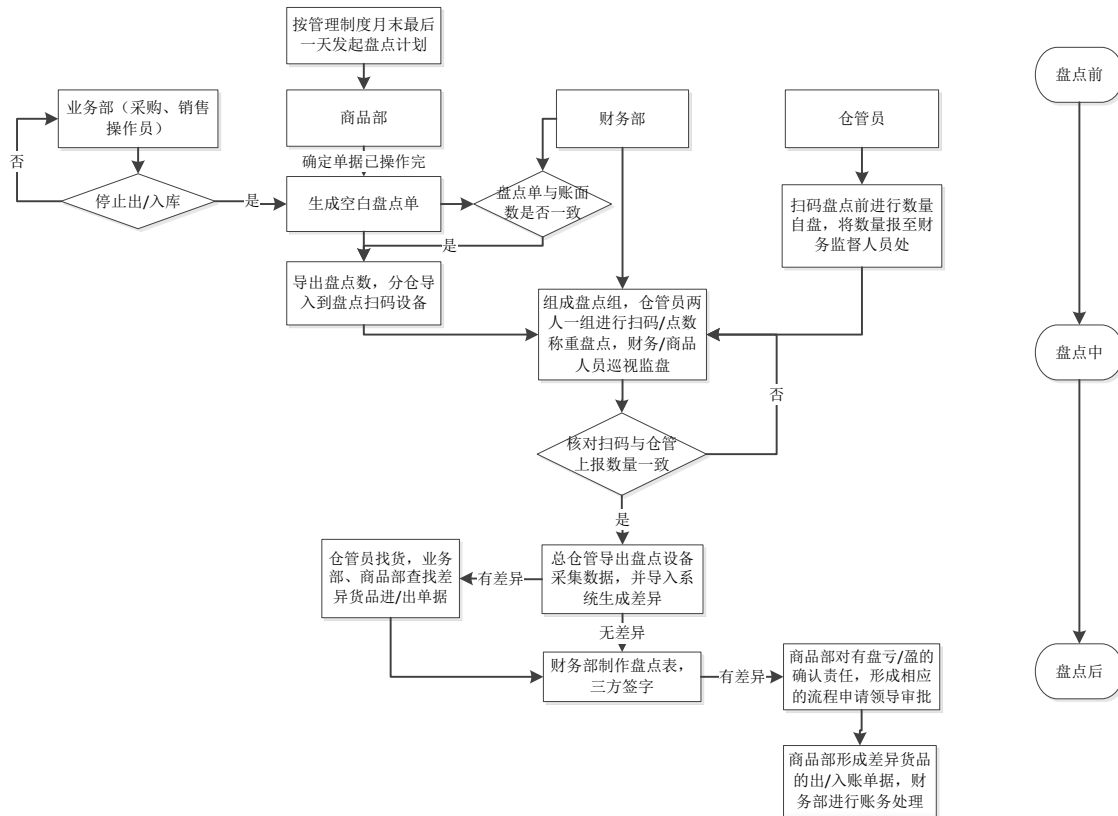 按管理制度月末最后
一天发起盘点计划
盘点前
业务部（采购、销售
操作员）
商品部
财务部
仓管员
否
确定单据已操作完
停止出/入库
是
生成空白盘点单
盘点单与账面
数是否一致
扫码盘点前进行数量
自盘，将数量报至财
务监督人员处
是
导出盘点数，分仓导
入到盘点扫码设备
组成盘点组，仓管员两
人一组进行扫码/点数
称重盘点，财务/商品
人员巡视监盘
盘点中
否
核对扫码与仓管
上报数量一致
是
仓管员找货，业务
部、商品部查找差
异货品进/出单据
有差异
总仓管导出盘点设备
采集数据，并导入系
统生成差异
无差异
财务部制作盘点表，
三方签字
有差异
商品部对有盘亏/盈的
确认责任，形成相应
的流程申请领导审批
盘点后
商品部形成差异货品
的出/入账单据，财
务部进行账务处理